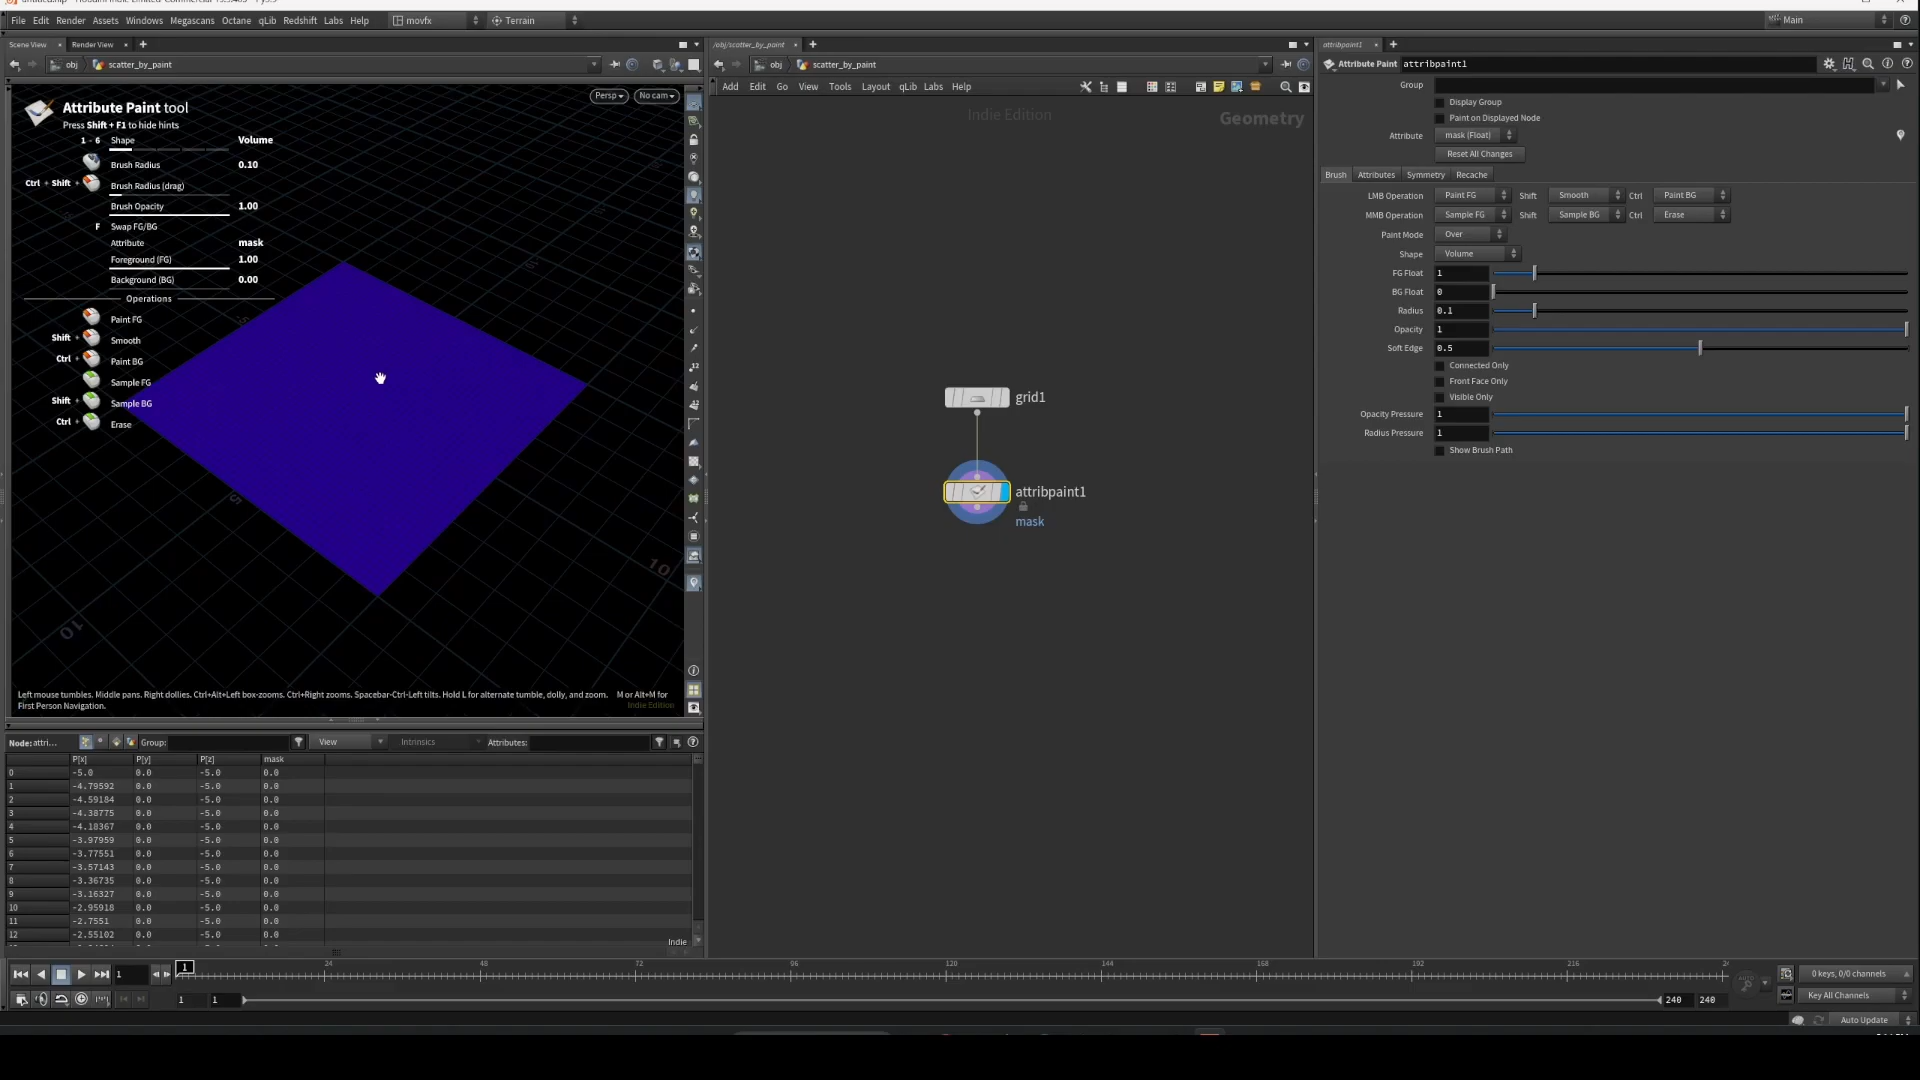 File Edit Render Assets Windows Megascans Octane qLib Redshift Labs Help movfx Terrain Main
Scene View Render View
obj scatter_by_paint
Attribute Paint tool
Press Shift + F1 to hide hints
1 - 6 Shape Volume
Brush Radius 0.10
Ctrl + Shift + Brush Radius (drag)
Brush Opacity 1.00
F Swap FG/BG
Attribute mask
Foreground (FG) 1.00
Background (BG) 0.00
Operations
Paint FG
Shift + Smooth
Ctrl + Paint BG
Sample FG
Shift + Sample BG
Ctrl + Erase
Persp No cam
10
10
5
Left mouse tumbles. Middle pans. Right dollies. Ctrl+Alt+Left box-zooms. Ctrl+Right zooms. Spacebar-Ctrl-Left tilts. Hold L for alternate tumble, dolly, and zoom. M or Alt+M for
First Person Navigation.
Indie Edition
/obj/scatter_by_paint
obj scatter_by_paint
Add Edit Go View Tools Layout qLib Labs Help
Indie Edition Geometry
grid1
attribpaint1
mask
attribpaint1
Attribute Paint attribpaint1
Group
Display Group
Paint on Displayed Node
Attribute mask (Float)
Reset All Changes
Brush Attributes Symmetry Recache
LMB Operation Paint FG Shift Smooth Ctrl Paint BG
MMB Operation Sample FG Shift Sample BG Ctrl Erase
Paint Mode Over
Shape Volume
FG Float 1
BG Float 0
Radius 0.1
Opacity 1
Soft Edge 0.5
Connected Only
Front Face Only
Visible Only
Opacity Pressure 1
Radius Pressure 1
Show Brush Path
Node: attri... Group: View Intrinsics Attributes:
P[x] P[y] P[z] mask
0 -5.0 0.0 -5.0 0.0
1 -4.79592 0.0 -5.0 0.0
2 -4.59184 0.0 -5.0 0.0
3 -4.38775 0.0 -5.0 0.0
4 -4.18367 0.0 -5.0 0.0
5 -3.97959 0.0 -5.0 0.0
6 -3.77551 0.0 -5.0 0.0
7 -3.57143 0.0 -5.0 0.0
8 -3.36735 0.0 -5.0 0.0
9 -3.16327 0.0 -5.0 0.0
10 -2.95918 0.0 -5.0 0.0
11 -2.7551 0.0 -5.0 0.0
12 -2.55102 0.0 -5.0 0.0
Indie
1 1 24 48 72 96 120 144 168 192 216 0 keys, 0/0 channels
1 1 240 240 Key All Channels
Auto Update